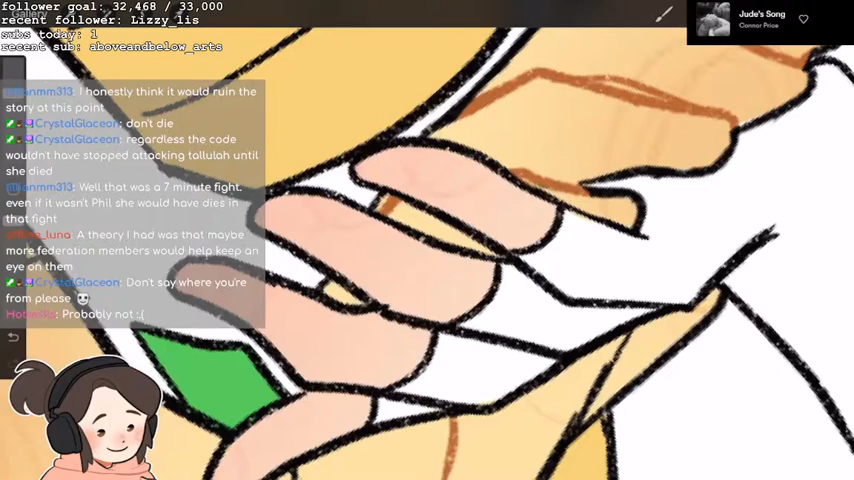 follower goal: 32,468 / 33,000
Gallery
recent follower: Lizzy_lis
subs today: 1
recent sub: aboveandbelow_arts
Jude's Song
Connor Price
I honestly think it would ruin the
story at this point
CrystalGlaceon: don't die
CrystalGlaceon: regardless the code
wouldn't have stopped attacking tallulah until
she died
Well that was a 7 minute fight.
even if it wasn't Phil she would have dies in
that fight
luna: A theory I had was that maybe
more federation members would help keep an
eye on them
CrystalGlaceon: Don't say where you're
from please
Probably not :(